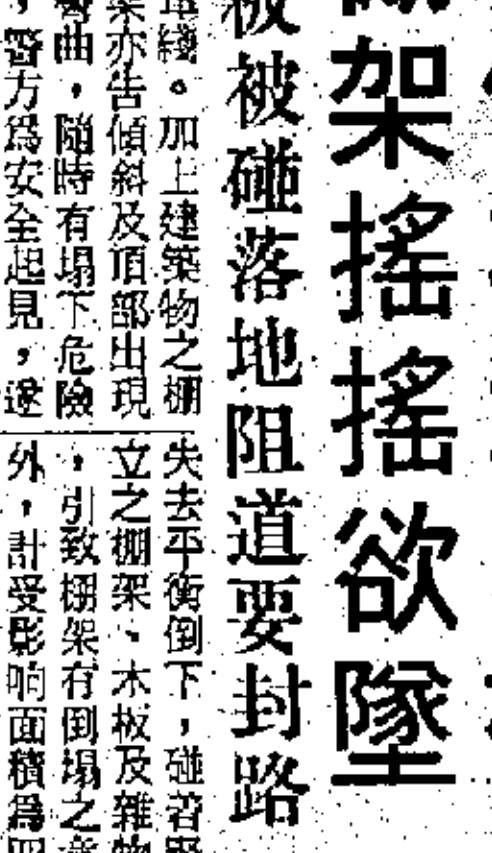 架搖搖欲墜
被碰落地阻道要封路
綫。加上建築物之棚
架亦告傾斜及頂部出現
彎曲，隨時有塌下危險
，警方爲安全起見，遂
失去平衡倒下，碰着
立之棚架、木板及雜物
，引致棚架有倒塌之
外，計受影响面積爲四